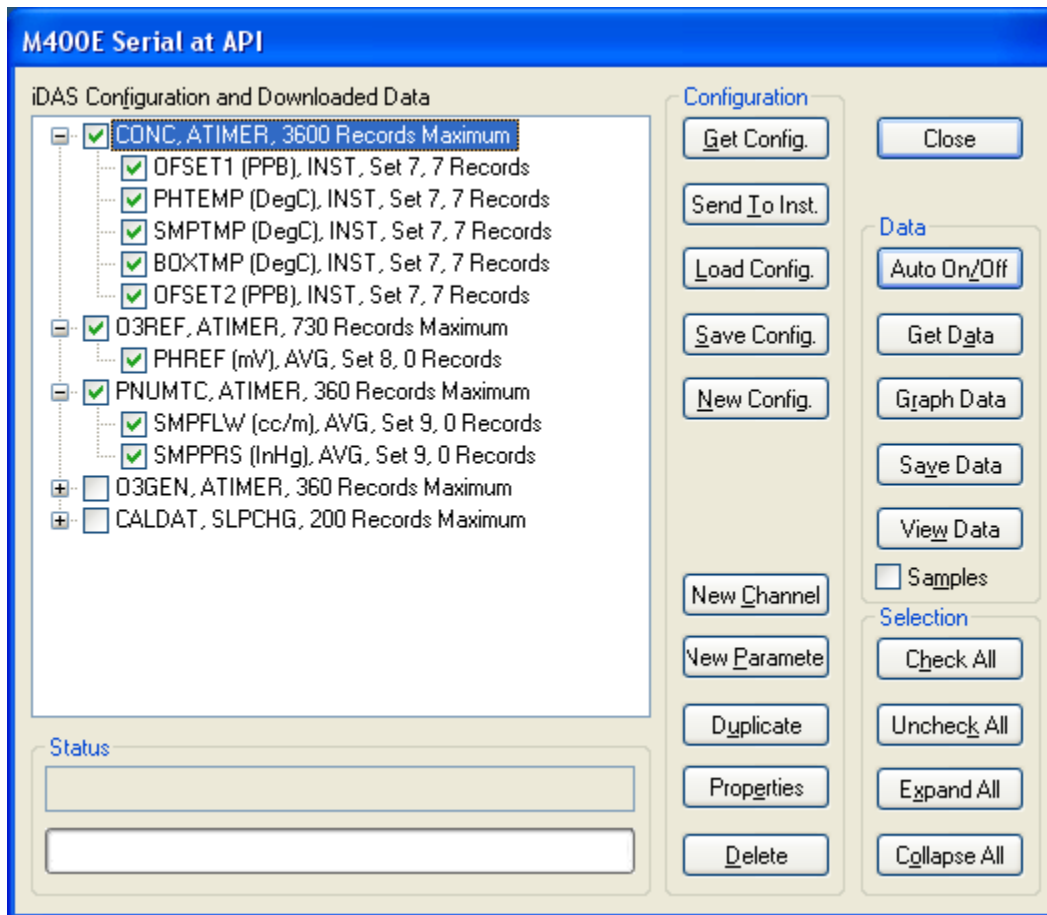 M400E Serial at API
iDAS Configuration and Downloaded Data
CONC, ATIMER, 3600 Records Maximum
OFSET1 (PPB), INST, Set 7, 7 Records
PHTEMP (DegC), INST, Set 7, 7 Records
SMPTMP (DegC), INST, Set 7, 7 Records
BOXTMP (DegC), INST, Set 7, 7 Records
OFSET2 (PPB), INST, Set 7, 7 Records
O3REF, ATIMER, 730 Records Maximum
PHREF (mV), AVG, Set 8, 0 Records
PNUMTC, ATIMER, 360 Records Maximum
SMPFLW (cc/m), AVG, Set 9, 0 Records
SMPPRS (InHg), AVG, Set 9, 0 Records
O3GEN, ATIMER, 360 Records Maximum
CALDAT, SLPCHG, 200 Records Maximum
Status
Configuration
Get Config.
Send To Inst.
Load Config.
Save Config.
New Config.
New Channel
New Paramete
Duplicate
Properties
Delete
Close
Data
Auto On/Off
Get Data
Graph Data
Save Data
View Data
Samples
Selection
Check All
Uncheck All
Expand All
Collapse All